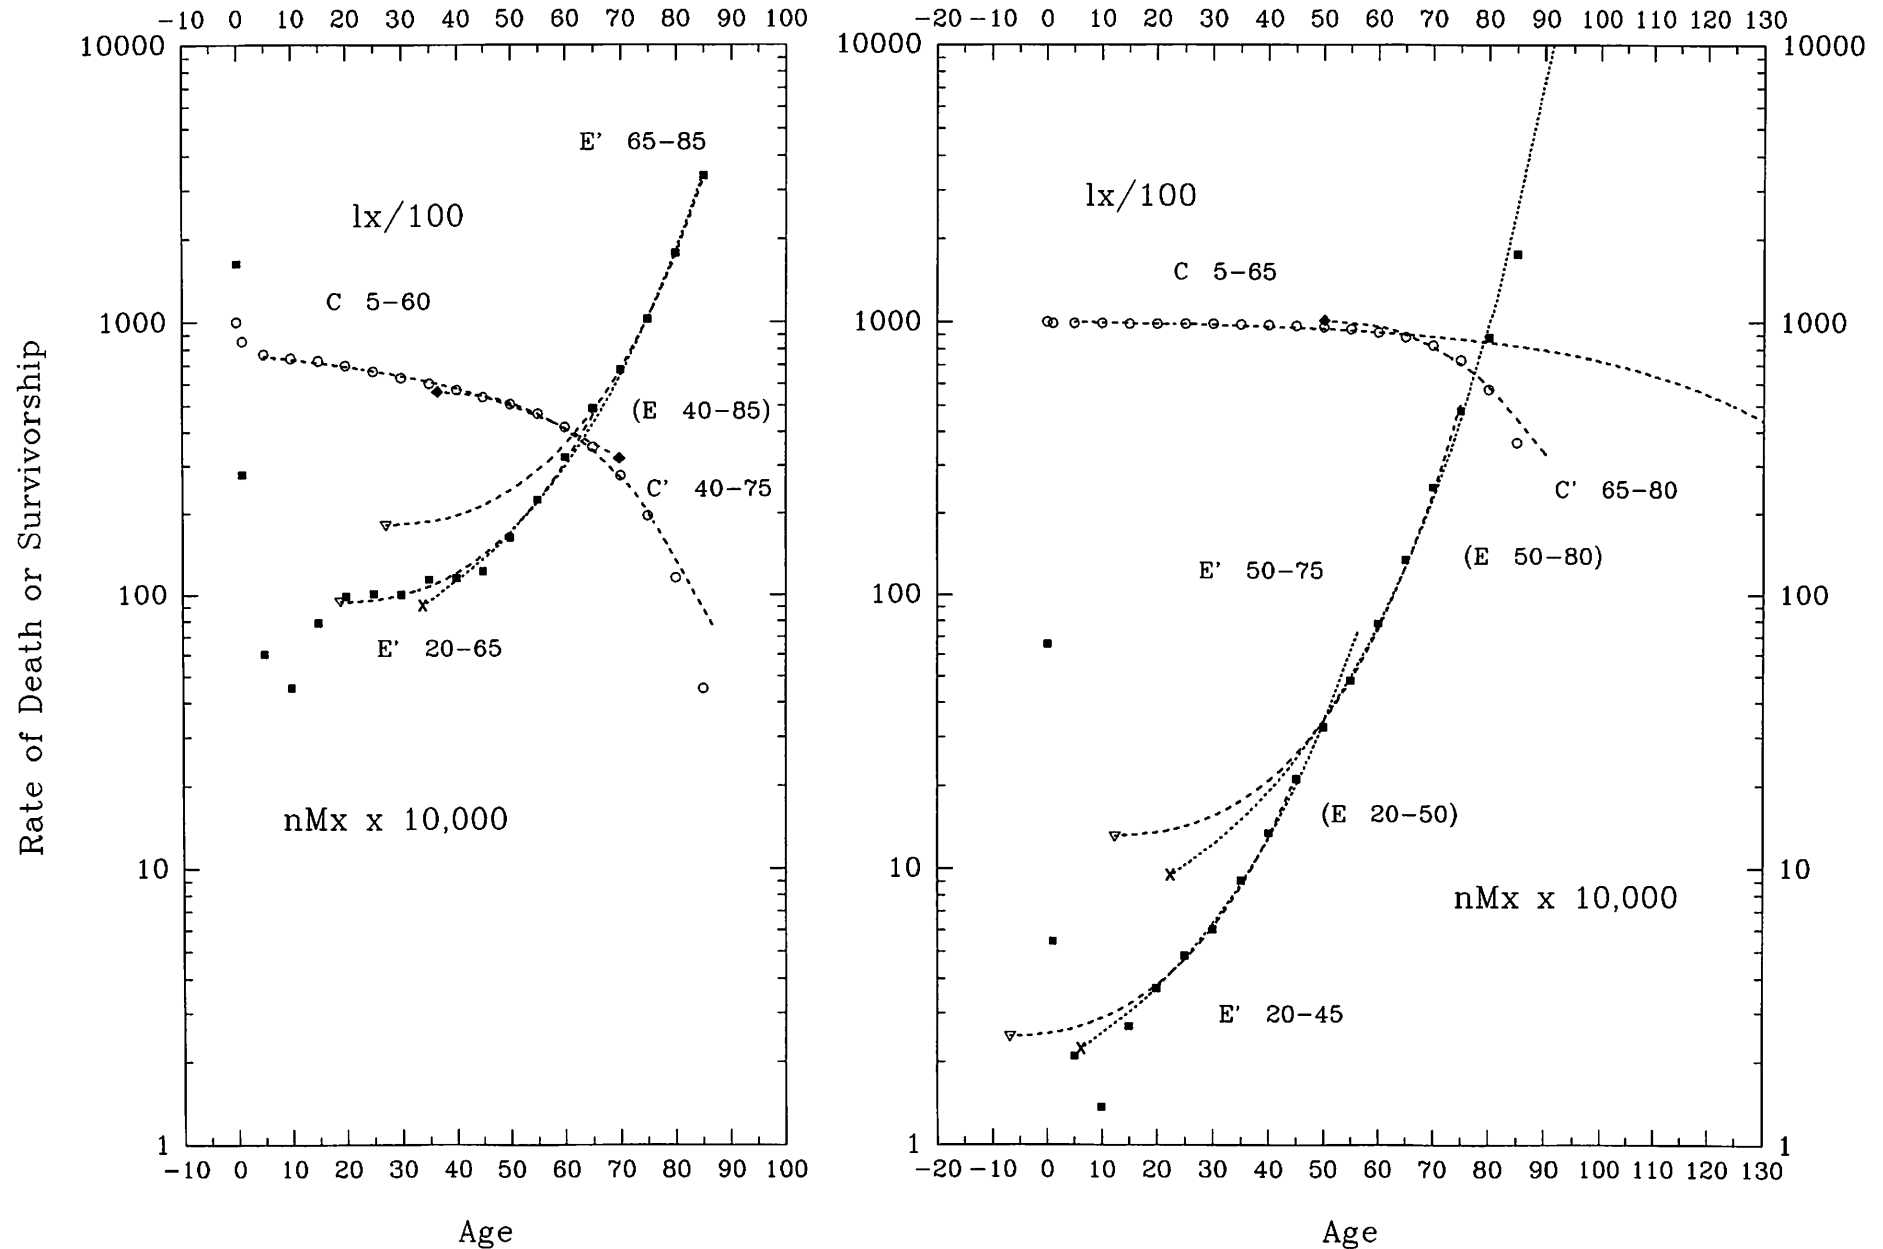 -10 0 10 20 30 40 50 60 70 80 90 100
-20 -10 0 10 20 30 40 50 60 70 80 90 100 110 120 130
10000
10000
10000
E' 65-85
lx/100
lx/100
C 5-60
C 5-65
1000
1000
1000
(E 40-85)
C' 40-75
C' 65-80
(E 50-80)
E' 50-75
100
100
100
E' 20-65
Rate of Death or Survivorship
nMx x 10,000
(E 20-50)
10
10
10
nMx x 10,000
E' 20-45
1
1
1
-10 0 10 20 30 40 50 60 70 80 90 100
-20 -10 0 10 20 30 40 50 60 70 80 90 100 110 120 130
Age
Age